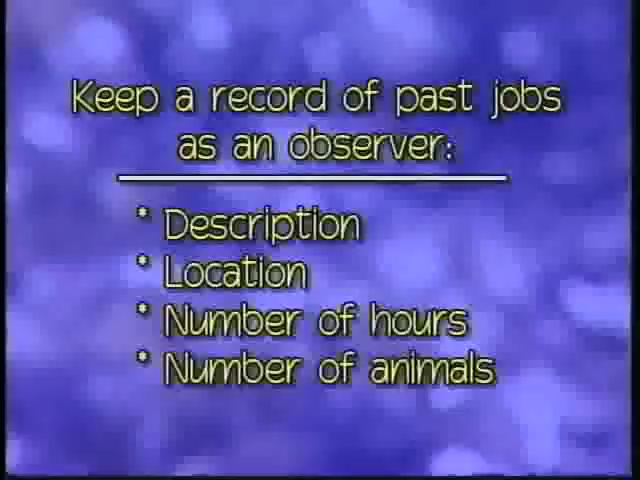 Keep a record of past jobs
as an observer:
* Description
* Location
* Number of hours
* Number of animals